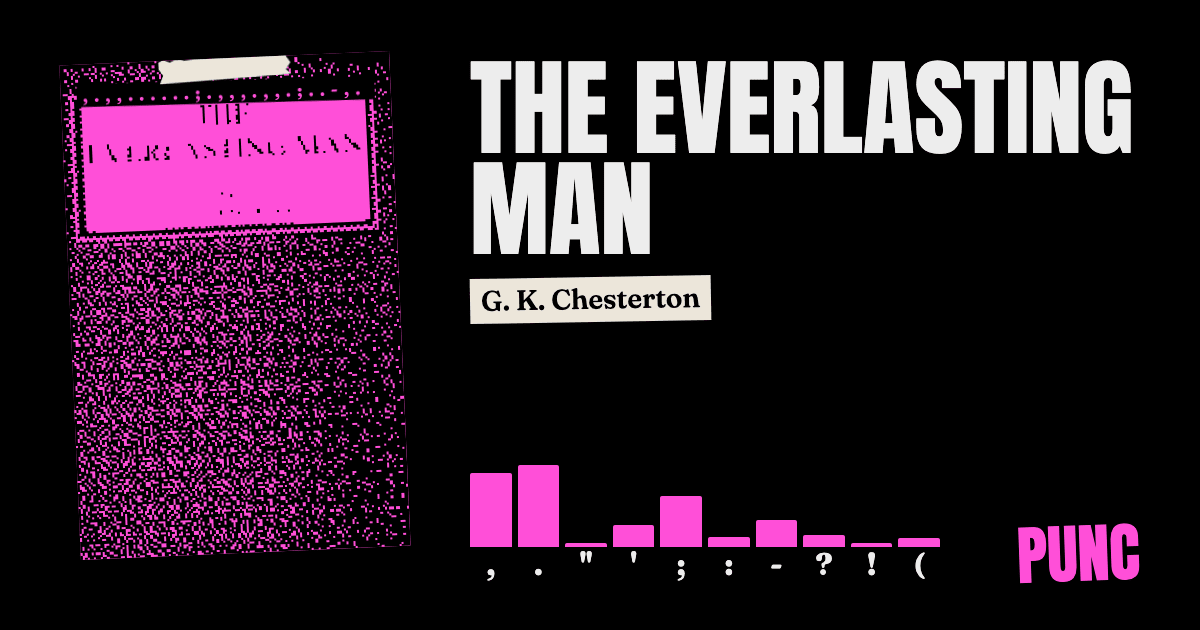 THE EVERLASTING
MAN
G. K. Chesterton
, . " ' ; : - ? ! (
PUNC